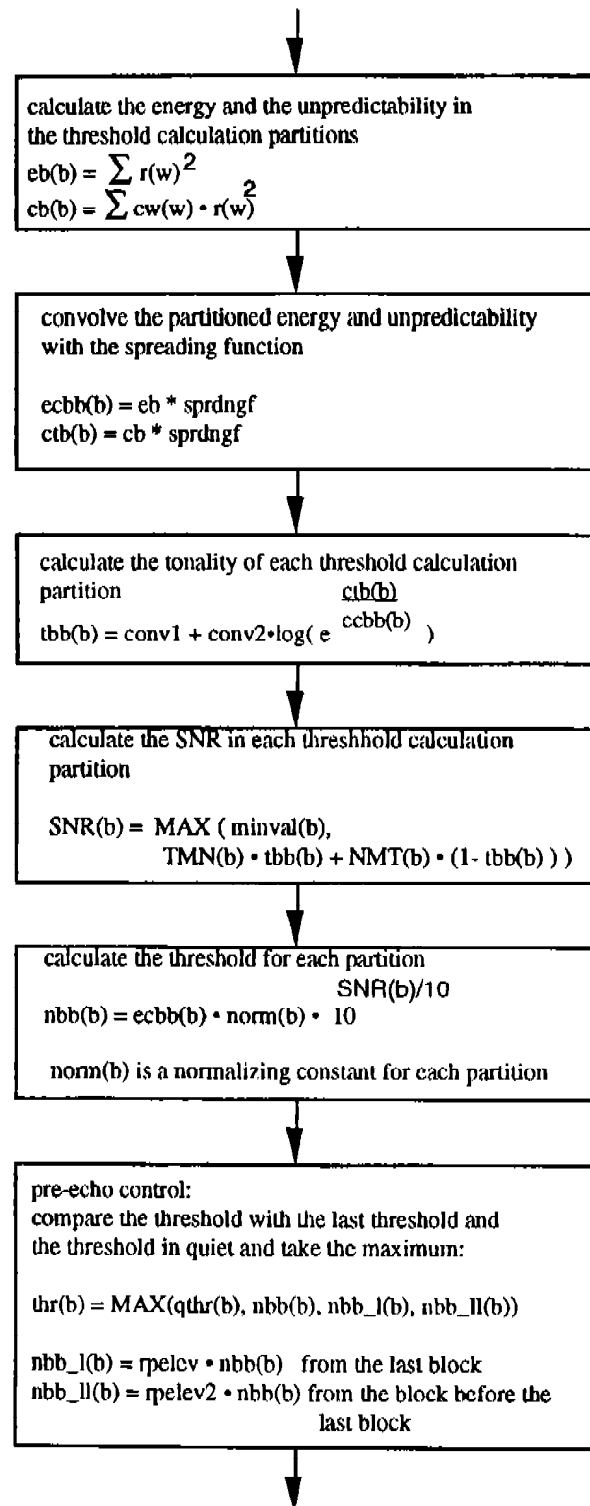 calculate the energy and the unpredictability in
the threshold calculation partitions
eb(b) = ∑ r(w)²
cb(b) = ∑ cw(w) • r(w)²
convolve the partitioned energy and unpredictability
with the spreading function
ecbb(b) = eb * sprdngf
ctb(b) = cb * sprdngf
calculate the tonality of each threshold calculation
partition
ctb(b)
tbb(b) = conv1 + conv2•log( e ecbb(b) )
calculate the SNR in each threshhold calculation
partition
SNR(b) = MAX ( minval(b),
TMN(b) • tbb(b) + NMT(b) • (1- tbb(b) ) )
calculate the threshold for each partition
SNR(b)/10
nbb(b) = ecbb(b) • norm(b) • 10
norm(b) is a normalizing constant for each partition
pre-echo control:
compare the threshold with the last threshold and
the threshold in quiet and take the maximum:
thr(b) = MAX(qthr(b), nbb(b), nbb_l(b), nbb_ll(b))
nbb_l(b) = rpelev • nbb(b) from the last block
nbb_ll(b) = rpelev2 • nbb(b) from the block before the
last block